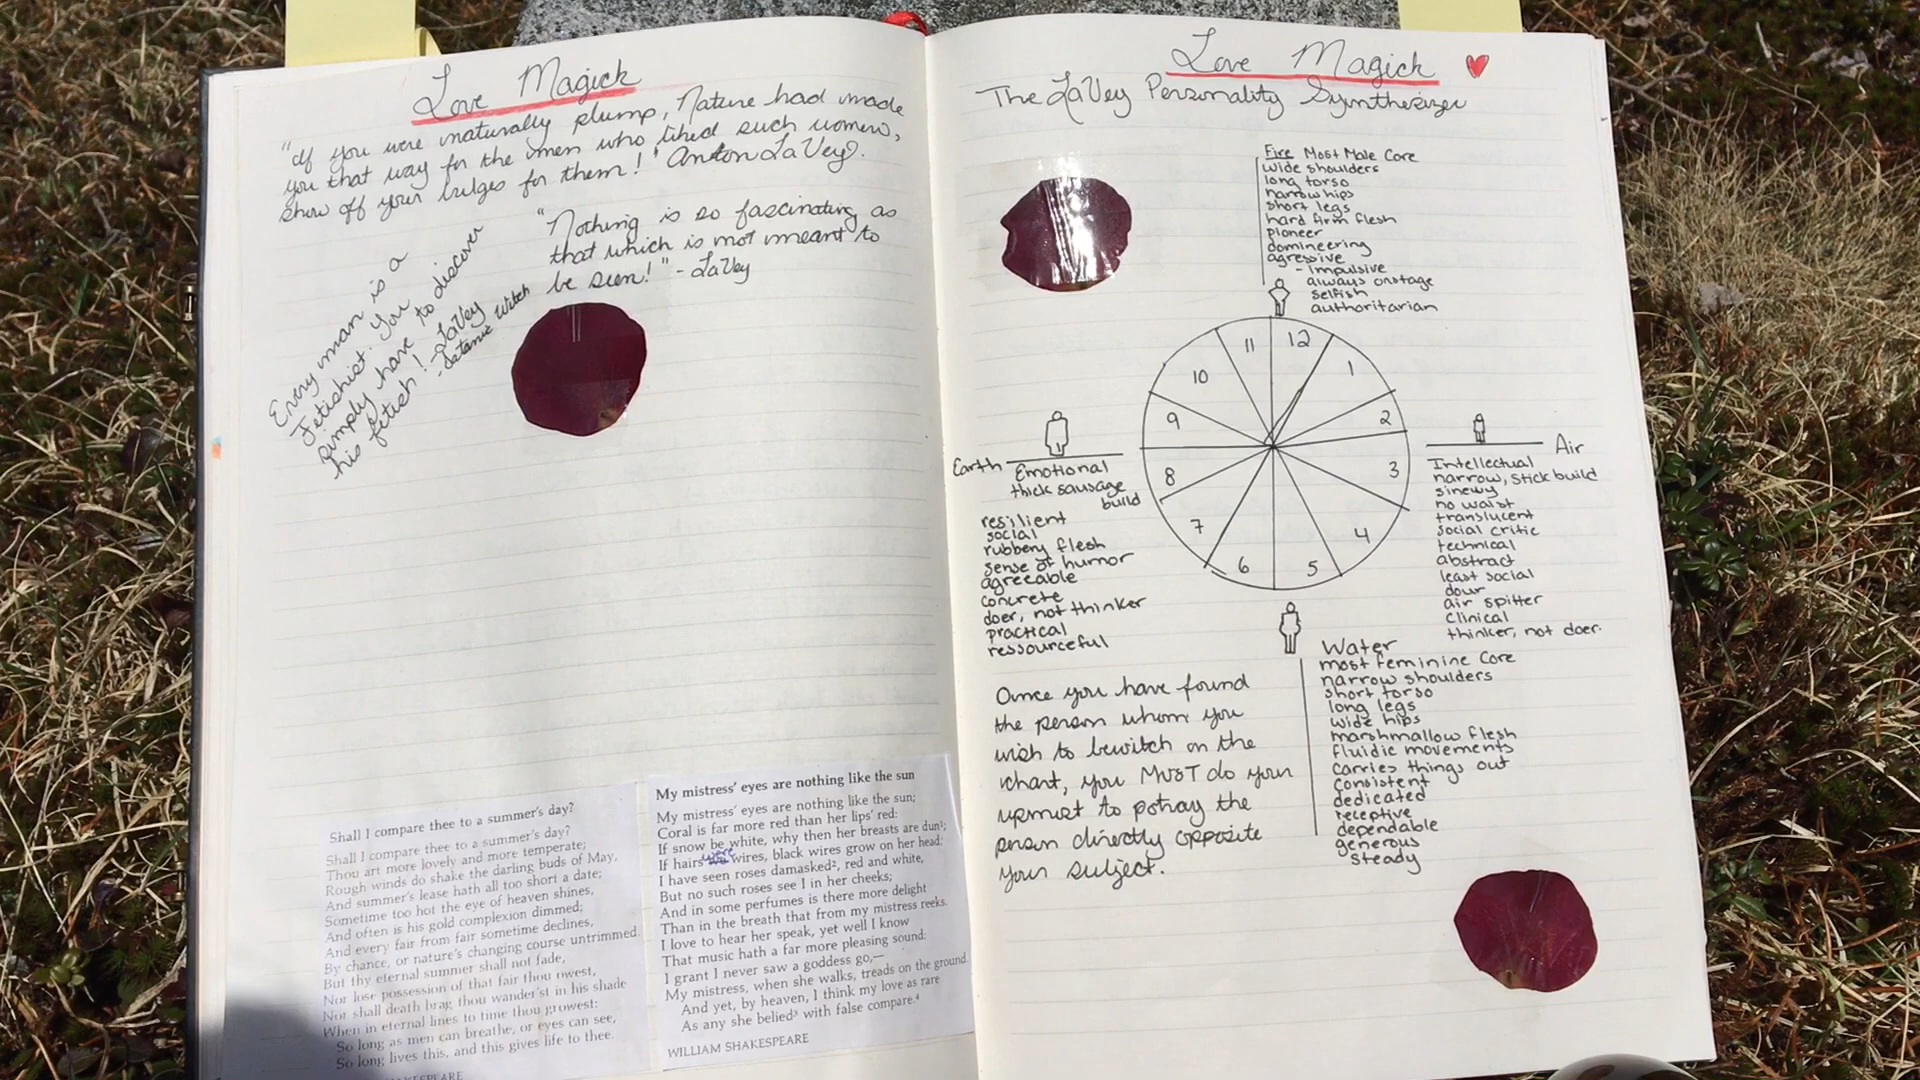 Love Magick
"If you were naturally plump, Nature had made
you that way for the men who liked such women,
show off your bulges for them!" Anton LaVey.
"Nothing is so fascinating as
that which is not meant to
be seen!" - LaVey
Every man is a
Fetishist. You
simply have to discover
his fetish! - LaVey
- Satanic Witch
Shall I compare thee to a summer's day?
Shall I compare thee to a summer's day?
Thou art more lovely and more temperate;
Rough winds do shake the darling buds of May,
And summer's lease hath all too short a date;
Sometime too hot the eye of heaven shines,
And often is his gold complexion dimmed;
And every fair from fair sometime declines,
By chance, or nature's changing course untrimmed.
But thy eternal summer shall not fade,
Nor lose possession of that fair thou owest,
Nor shall death brag thou wander'st in his shade
When in eternal lines to time thou growest:
So long as men can breathe, or eyes can see,
So long lives this, and this gives life to thee.
My mistress' eyes are nothing like the sun
My mistress' eyes are nothing like the sun;
Coral is far more red than her lips' red:
If snow be white, why then her breasts are dun¹;
If hairs were wires, black wires grow on her head:
I have seen roses damasked², red and white,
But no such roses see I in her cheeks;
And in some perfumes is there more delight
Than in the breath that from my mistress reeks.
I love to hear her speak, yet well I know
That music hath a far more pleasing sound:
I grant I never saw a goddess go,—
My mistress, when she walks, treads on the ground.
And yet, by heaven, I think my love as rare
As any she belied³ with false compare.⁴
WILLIAM SHAKESPEARE
Love Magick
The LaVey Personality Synthesizer
Fire Most Male Core
wide shoulders
long torso
narrow hips
short legs
hard firm flesh
pioneer
domineering
agressive
- Impulsive
always onstage
selfish
authoritarian
12
1
2
3
4
5
6
7
8
9
10
11
Earth
Emotional
thick sausage
build
resilient
social
rubbery flesh
sense of humor
agreeable
concrete
doer, not thinker
practical
ressourceful
Air
Intellectual
narrow, stick build
sinewy
no waist
translucent
social critic
technical
abstract
least social
dour
air spitter
clinical
thinker, not doer.
Water
most feminine core
narrow shoulders
short torso
long legs
wide hips
marshmallow flesh
fluidic movements
carries things out
consistent
dedicated
receptive
dependable
generous
steady
Once you have found
the person whom you
wish to bewitch on the
chart, you MUST do your
upmost to potray the
person directly opposite
your subject.